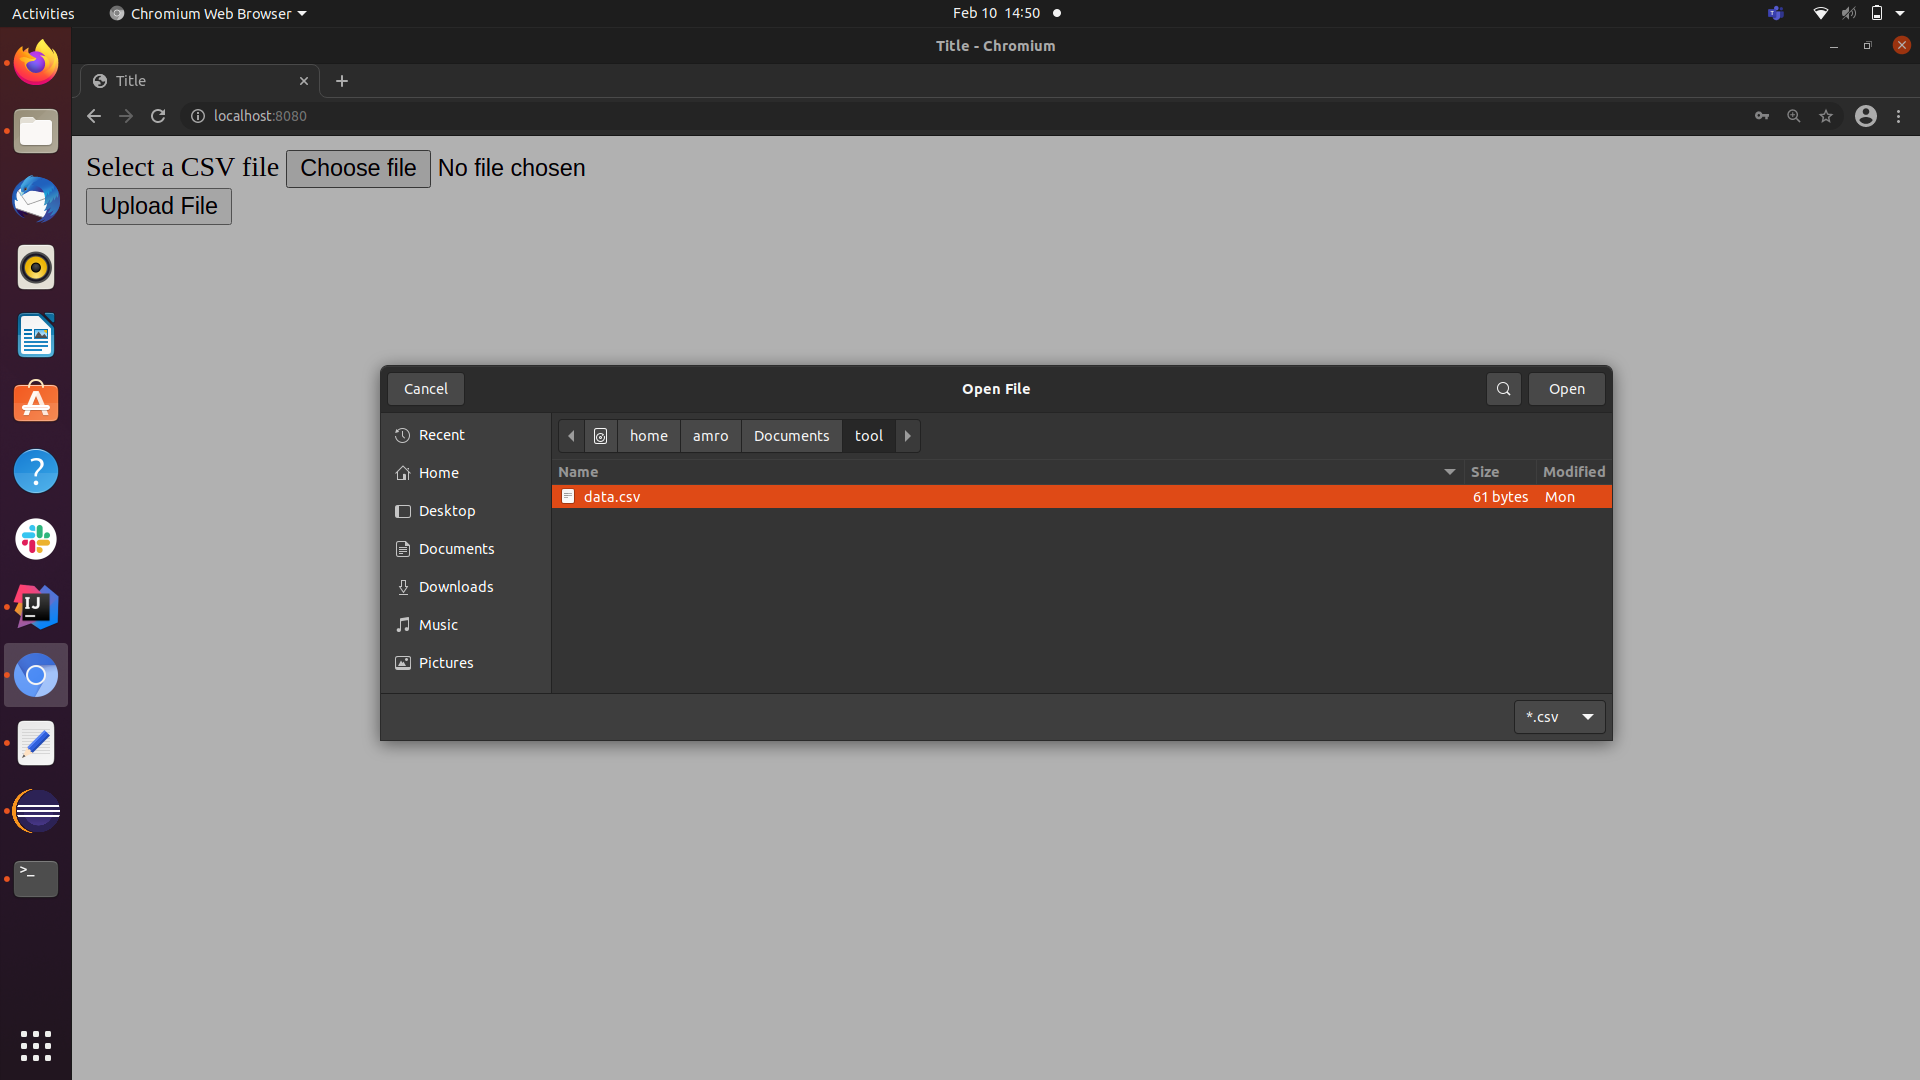 Activities Chromium Web Browser Feb 10 14:50
Title - Chromium
Title
localhost:8080
Select a CSV file Choose file No file chosen
Upload File
Cancel Open File Open
Recent
Home
Desktop
Documents
Downloads
Music
Pictures
home amro Documents tool
Name Size Modified
data.csv 61 bytes Mon
*.csv
IJ
?
>_